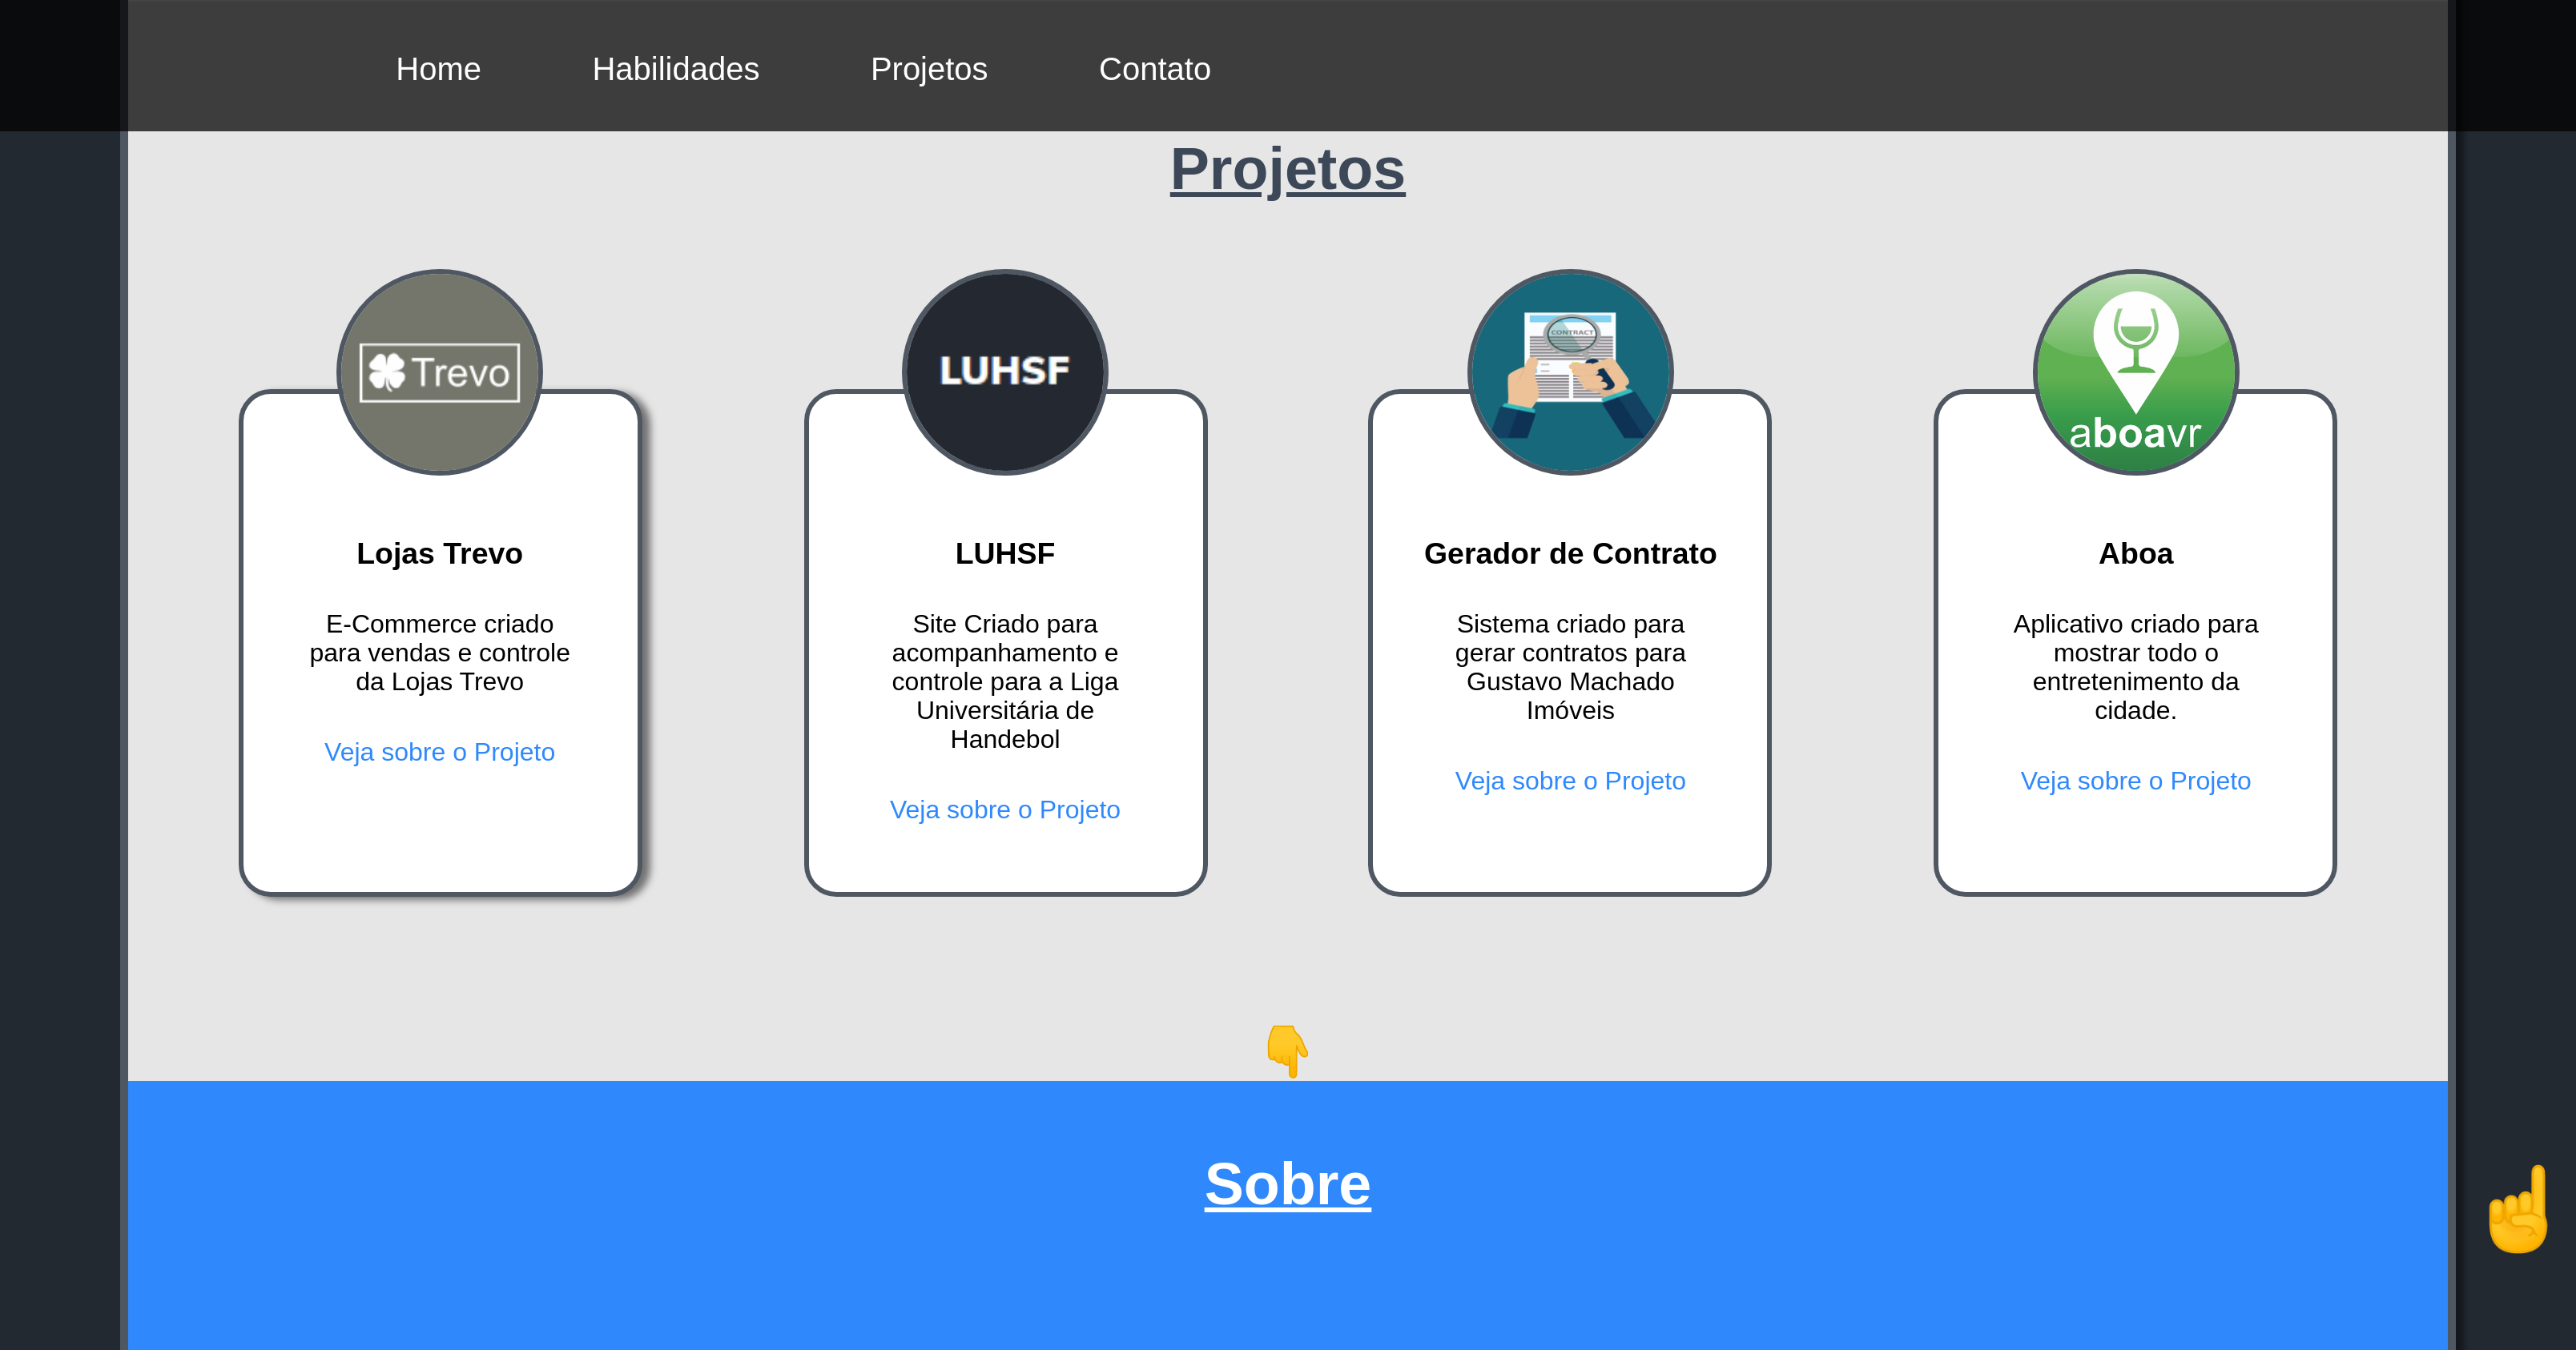 Home Habilidades Projetos Contato
Projetos
Trevo
LUHSF
CONTRACT
aboavr
Lojas Trevo
E-Commerce criado
para vendas e controle
da Lojas Trevo
Veja sobre o Projeto
LUHSF
Site Criado para
acompanhamento e
controle para a Liga
Universitária de
Handebol
Veja sobre o Projeto
Gerador de Contrato
Sistema criado para
gerar contratos para
Gustavo Machado
Imóveis
Veja sobre o Projeto
Aboa
Aplicativo criado para
mostrar todo o
entretenimento da
cidade.
Veja sobre o Projeto
Sobre